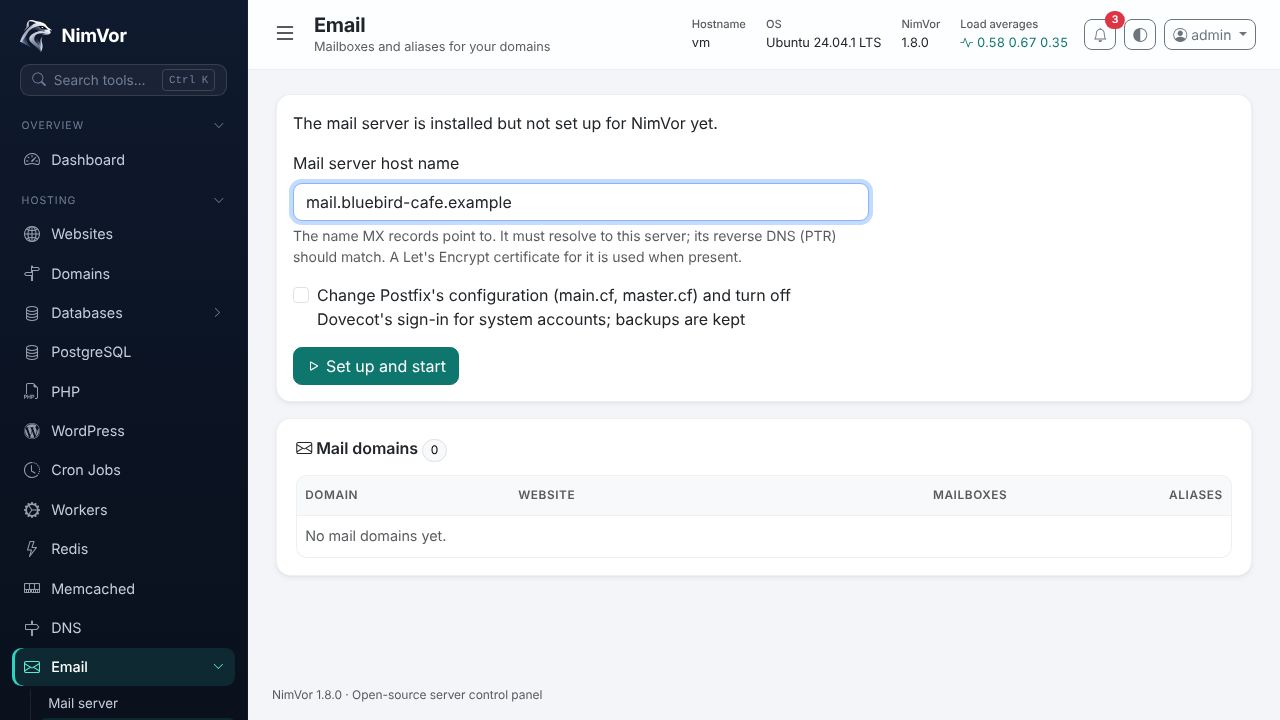 NimVor
Search tools...
Ctrl K
OVERVIEW
Dashboard
HOSTING
Websites
Domains
Databases
PostgreSQL
PHP
WordPress
Cron Jobs
Workers
Redis
Memcached
DNS
Email
Mail server
Email
Mailboxes and aliases for your domains
Hostname
vm
OS
Ubuntu 24.04.1 LTS
NimVor
1.8.0
Load averages
0.58 0.67 0.35
3
admin
The mail server is installed but not set up for NimVor yet.
Mail server host name
mail.bluebird-cafe.example
The name MX records point to. It must resolve to this server; its reverse DNS (PTR)
should match. A Let's Encrypt certificate for it is used when present.
Change Postfix's configuration (main.cf, master.cf) and turn off
Dovecot's sign-in for system accounts; backups are kept
Set up and start
Mail domains 0
DOMAIN WEBSITE MAILBOXES ALIASES
No mail domains yet.
NimVor 1.8.0 · Open-source server control panel